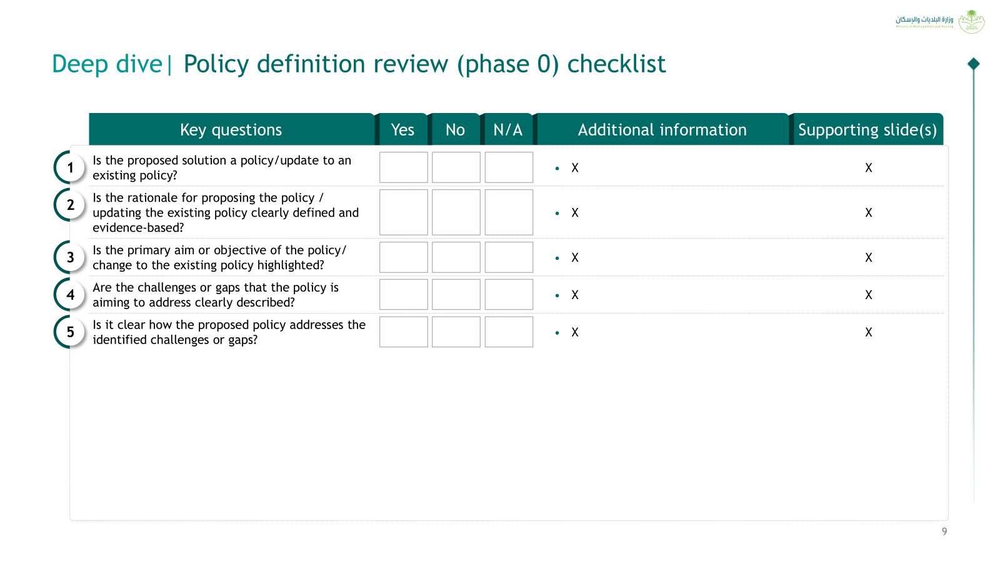 وزارة البلديات والإسكان
Ministry of Municipalities and Housing
Deep dive| Policy definition review (phase 0) checklist
Key questions Yes No N/A Additional information Supporting slide(s)
1 Is the proposed solution a policy/update to an
existing policy?
• X X
2 Is the rationale for proposing the policy /
updating the existing policy clearly defined and
evidence-based?
• X X
3 Is the primary aim or objective of the policy/
change to the existing policy highlighted?
• X X
4 Are the challenges or gaps that the policy is
aiming to address clearly described?
• X X
5 Is it clear how the proposed policy addresses the
identified challenges or gaps?
• X X
9